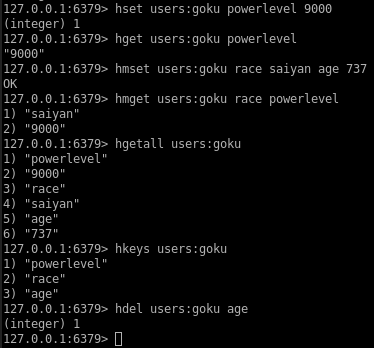 127.0.0.1:6379> hset users:goku powerlevel 9000
(integer) 1
127.0.0.1:6379> hget users:goku powerlevel
"9000"
127.0.0.1:6379> hmset users:goku race saiyan age 737
OK
127.0.0.1:6379> hmget users:goku race powerlevel
1) "saiyan"
2) "9000"
127.0.0.1:6379> hgetall users:goku
1) "powerlevel"
2) "9000"
3) "race"
4) "saiyan"
5) "age"
6) "737"
127.0.0.1:6379> hkeys users:goku
1) "powerlevel"
2) "race"
3) "age"
127.0.0.1:6379> hdel users:goku age
(integer) 1
127.0.0.1:6379>